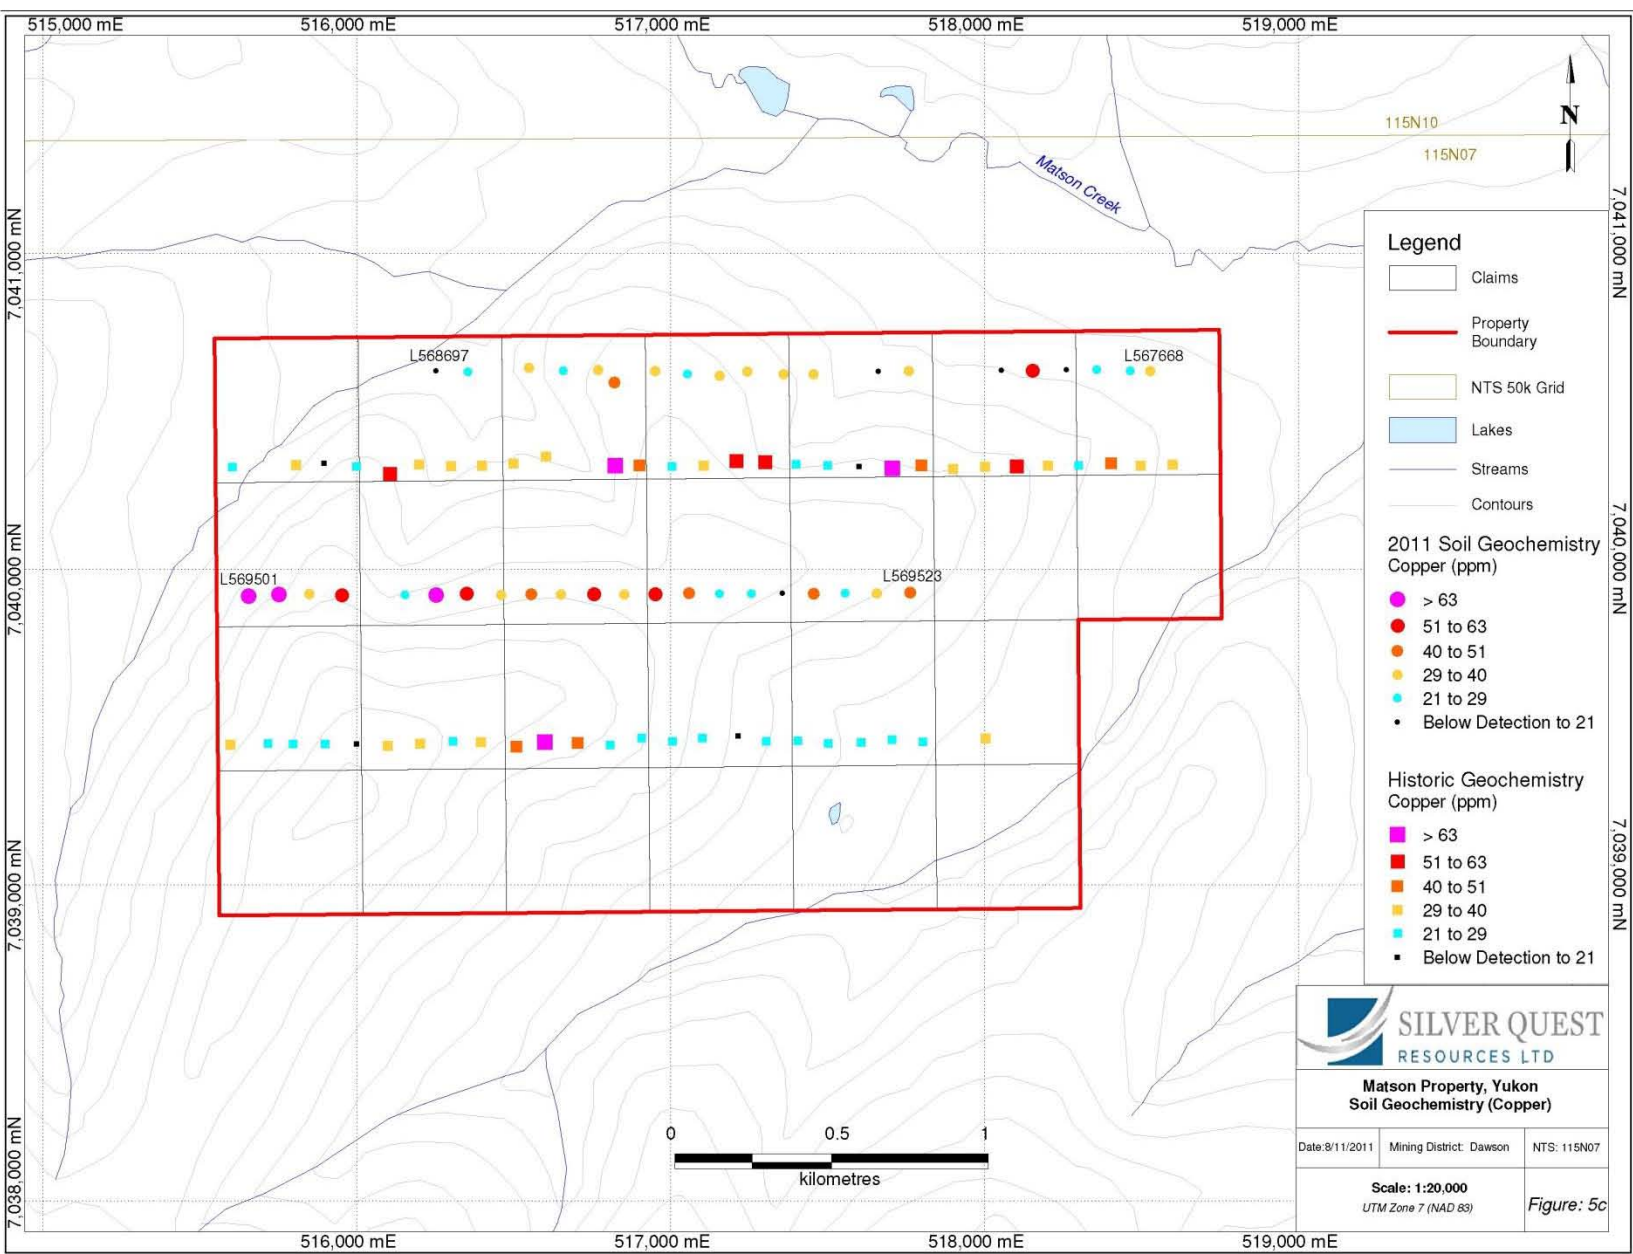 515,000 mE
516,000 mE
517,000 mE
518,000 mE
519,000 mE
N
115N10
115N07
Matson Creek
7,041,000 mN
7,041,000 mN
Legend
Claims
Property
Boundary
NTS 50k Grid
Lakes
Streams
Contours
L568697
L567668
7,040,000 mN
7,040,000 mN
2011 Soil Geochemistry
Copper (ppm)
> 63
51 to 63
40 to 51
29 to 40
21 to 29
Below Detection to 21
L569501
L569523
Historic Geochemistry
Copper (ppm)
> 63
51 to 63
40 to 51
29 to 40
21 to 29
Below Detection to 21
7,039,000 mN
7,039,000 mN
SILVER QUEST
RESOURCES LTD
Matson Property, Yukon
Soil Geochemistry (Copper)
Date:8/11/2011
Mining District: Dawson
NTS: 115N07
Scale: 1:20,000
UTM Zone 7 (NAD 83)
Figure: 5c
0
0.5
1
kilometres
7,038,000 mN
516,000 mE
517,000 mE
518,000 mE
519,000 mE